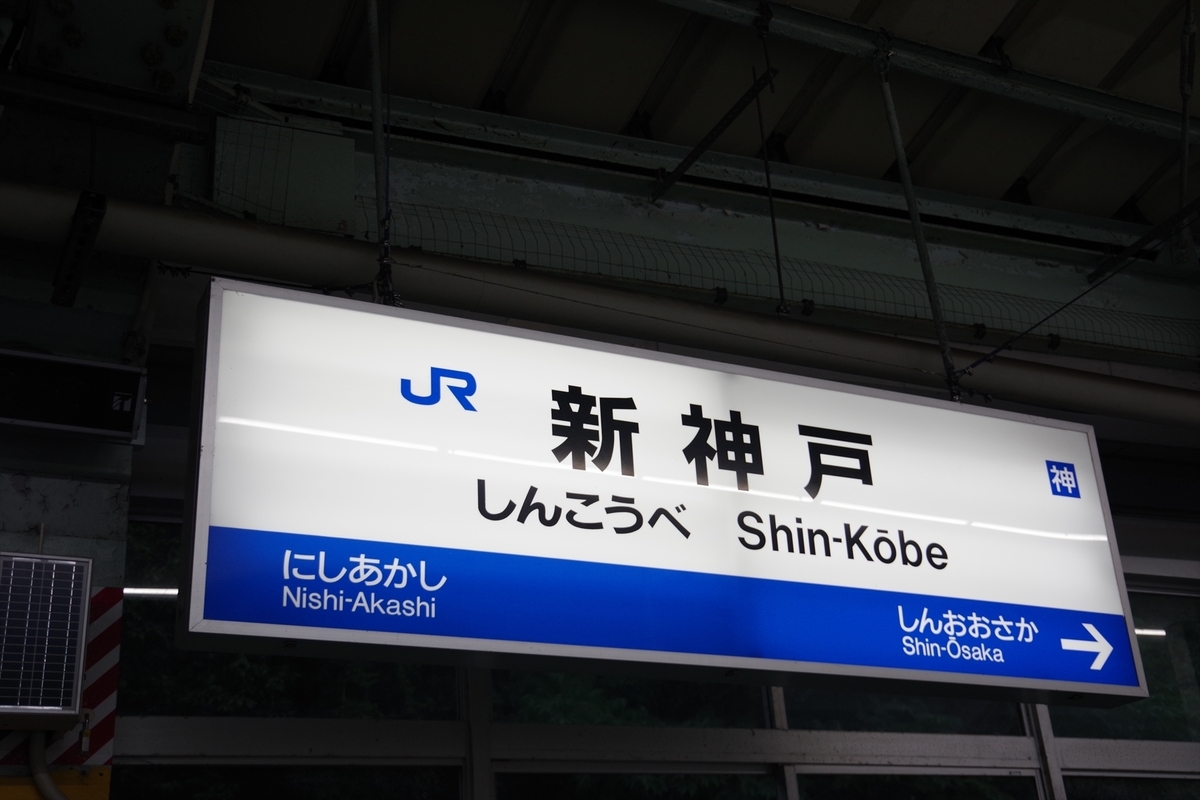 JR 新神戸
神
しんこうべ Shin-Kōbe
にしあかし
Nishi-Akashi
しんおおさか
Shin-Ōsaka →